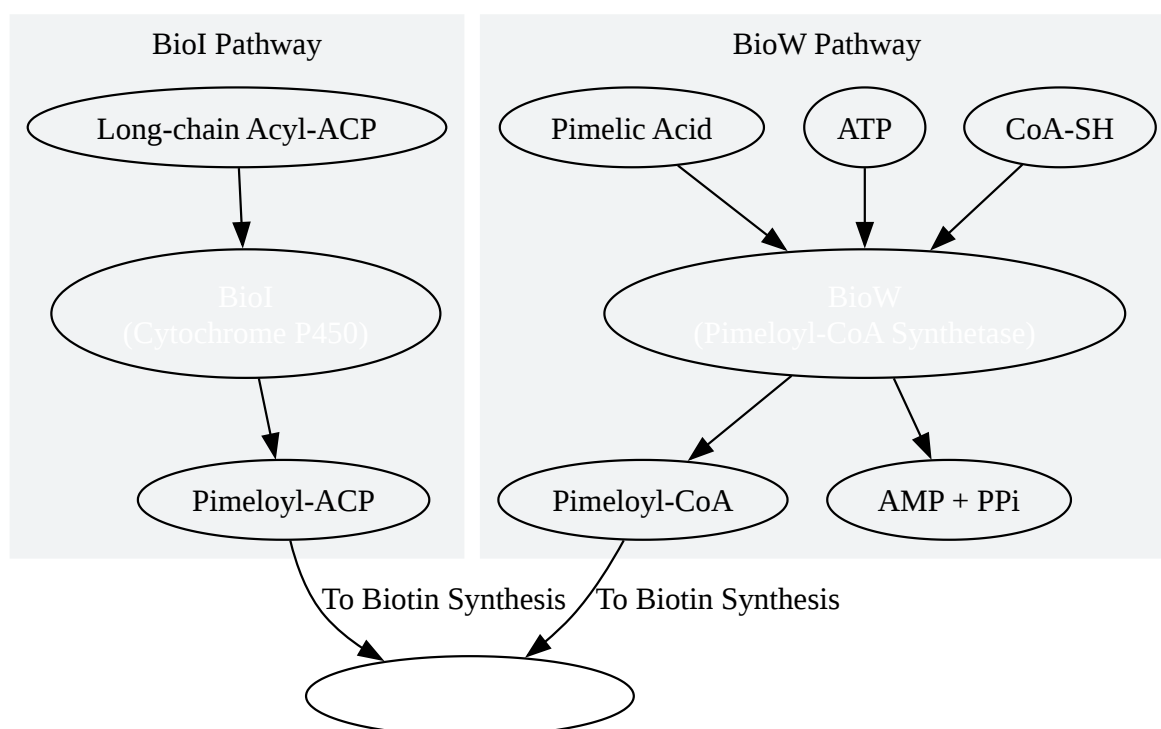 BioI Pathway
BioW Pathway
Long-chain Acyl-ACP
Pimelic Acid
ATP
CoA-SH
BioI
(Cytochrome P450)
BioW
(Pimeloyl-CoA Synthetase)
Pimeloyl-ACP
Pimeloyl-CoA
AMP + PPi
To Biotin Synthesis
To Biotin Synthesis